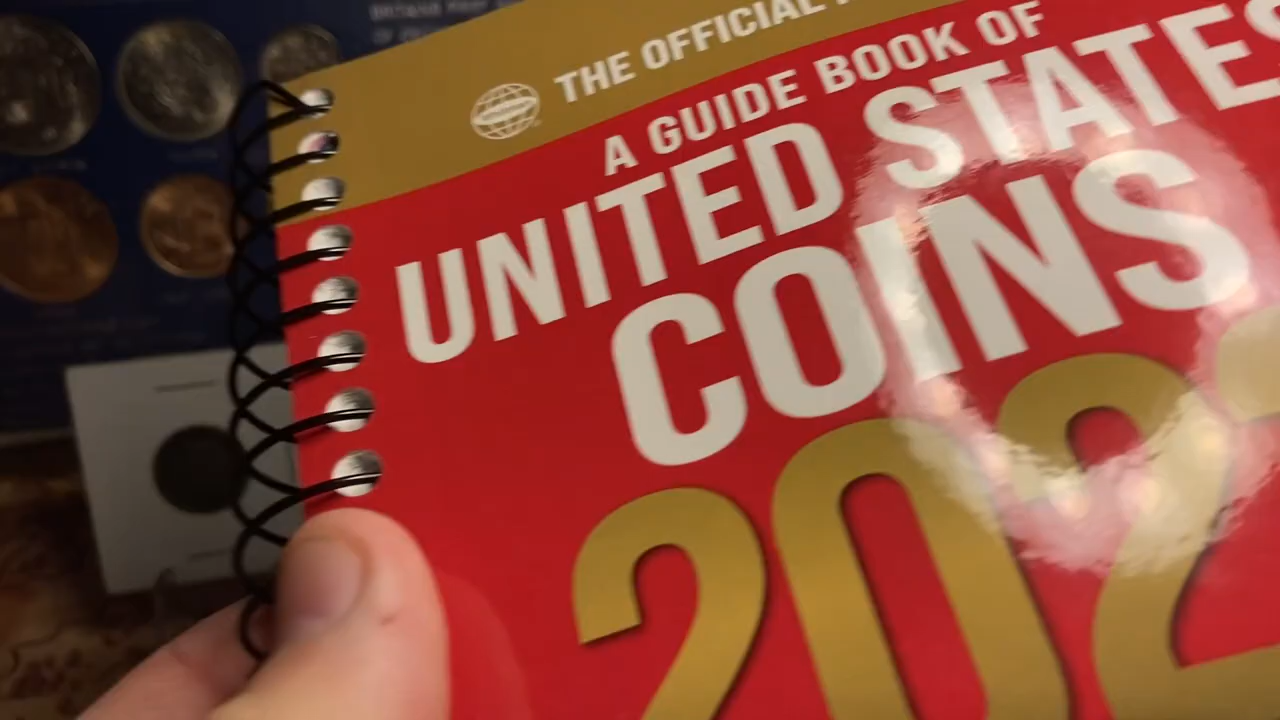 THE OFFICIAL
A GUIDE BOOK OF
UNITED STATES
COINS
202